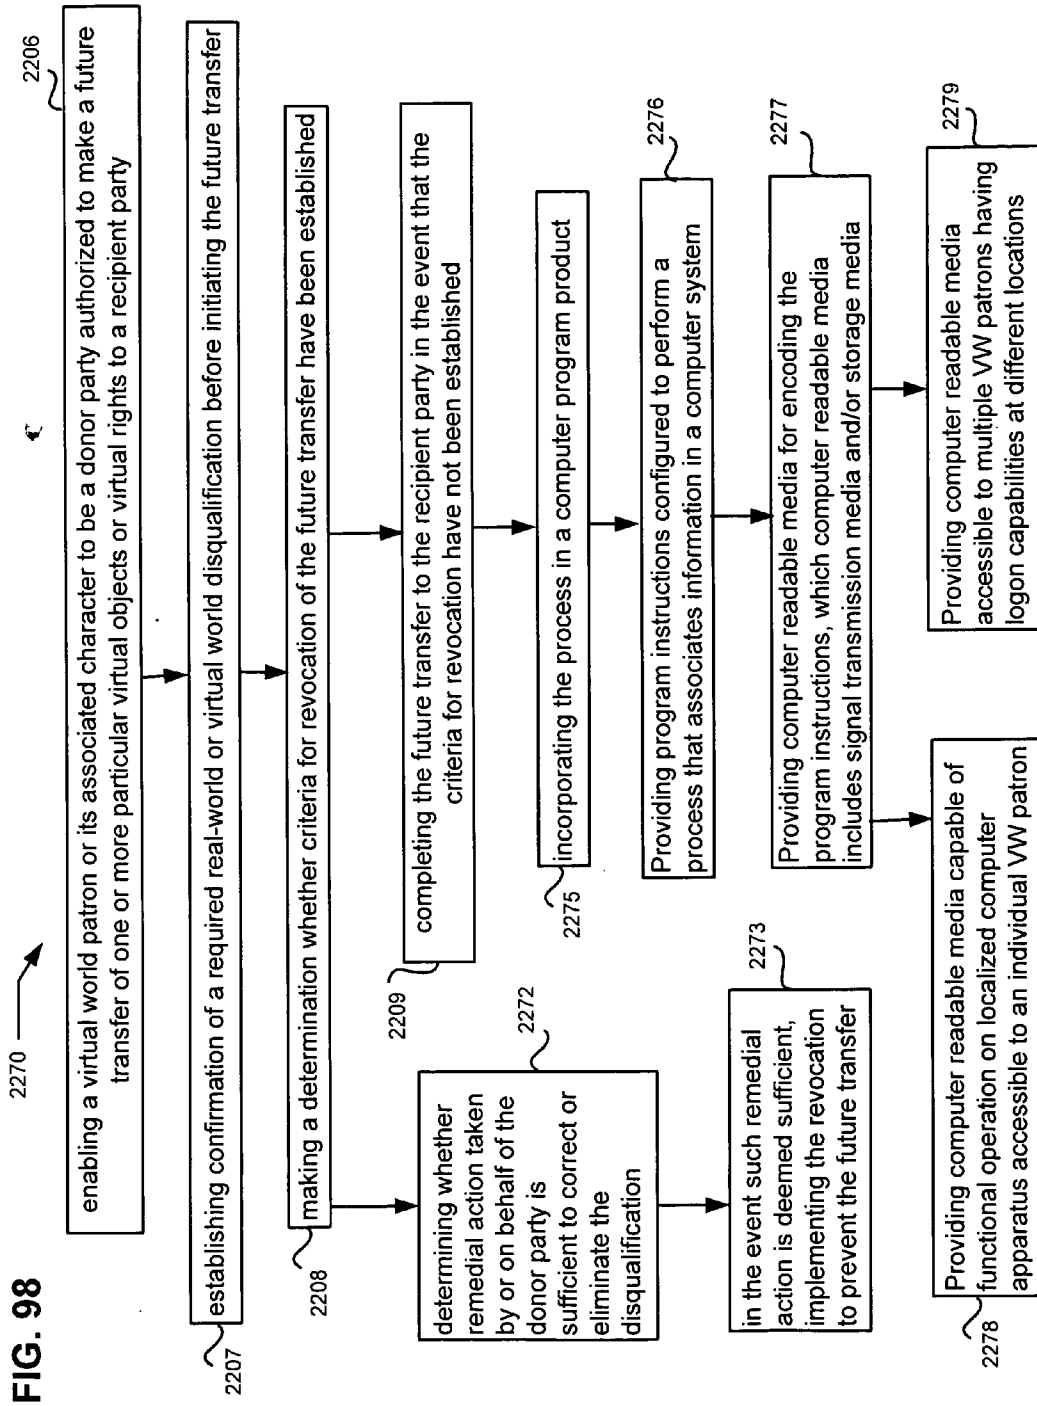 FIG. 98
2270
2206
enabling a virtual world patron or its associated character to be a donor party authorized to make a future
transfer of one or more particular virtual objects or virtual rights to a recipient party
2207
establishing confirmation of a required real-world or virtual world disqualification before initiating the future transfer
2208
making a determination whether criteria for revocation of the future transfer have been established
2209
completing the future transfer to the recipient party in the event that the
criteria for revocation have not been established
2272
determining whether
remedial action taken
by or on behalf of the
donor party is
sufficient to correct or
eliminate the
disqualification
2275
incorporating the process in a computer program product
2276
Providing program instructions configured to perform a
process that associates information in a computer system
2273
in the event such remedial
action is deemed sufficient,
implementing the revocation
to prevent the future transfer
2277
Providing computer readable media for encoding the
program instructions, which computer readable media
includes signal transmission media and/or storage media
2278
Providing computer readable media capable of
functional operation on localized computer
apparatus accessible to an individual VW patron
2279
Providing computer readable media
accessible to multiple VW patrons having
logon capabilities at different locations